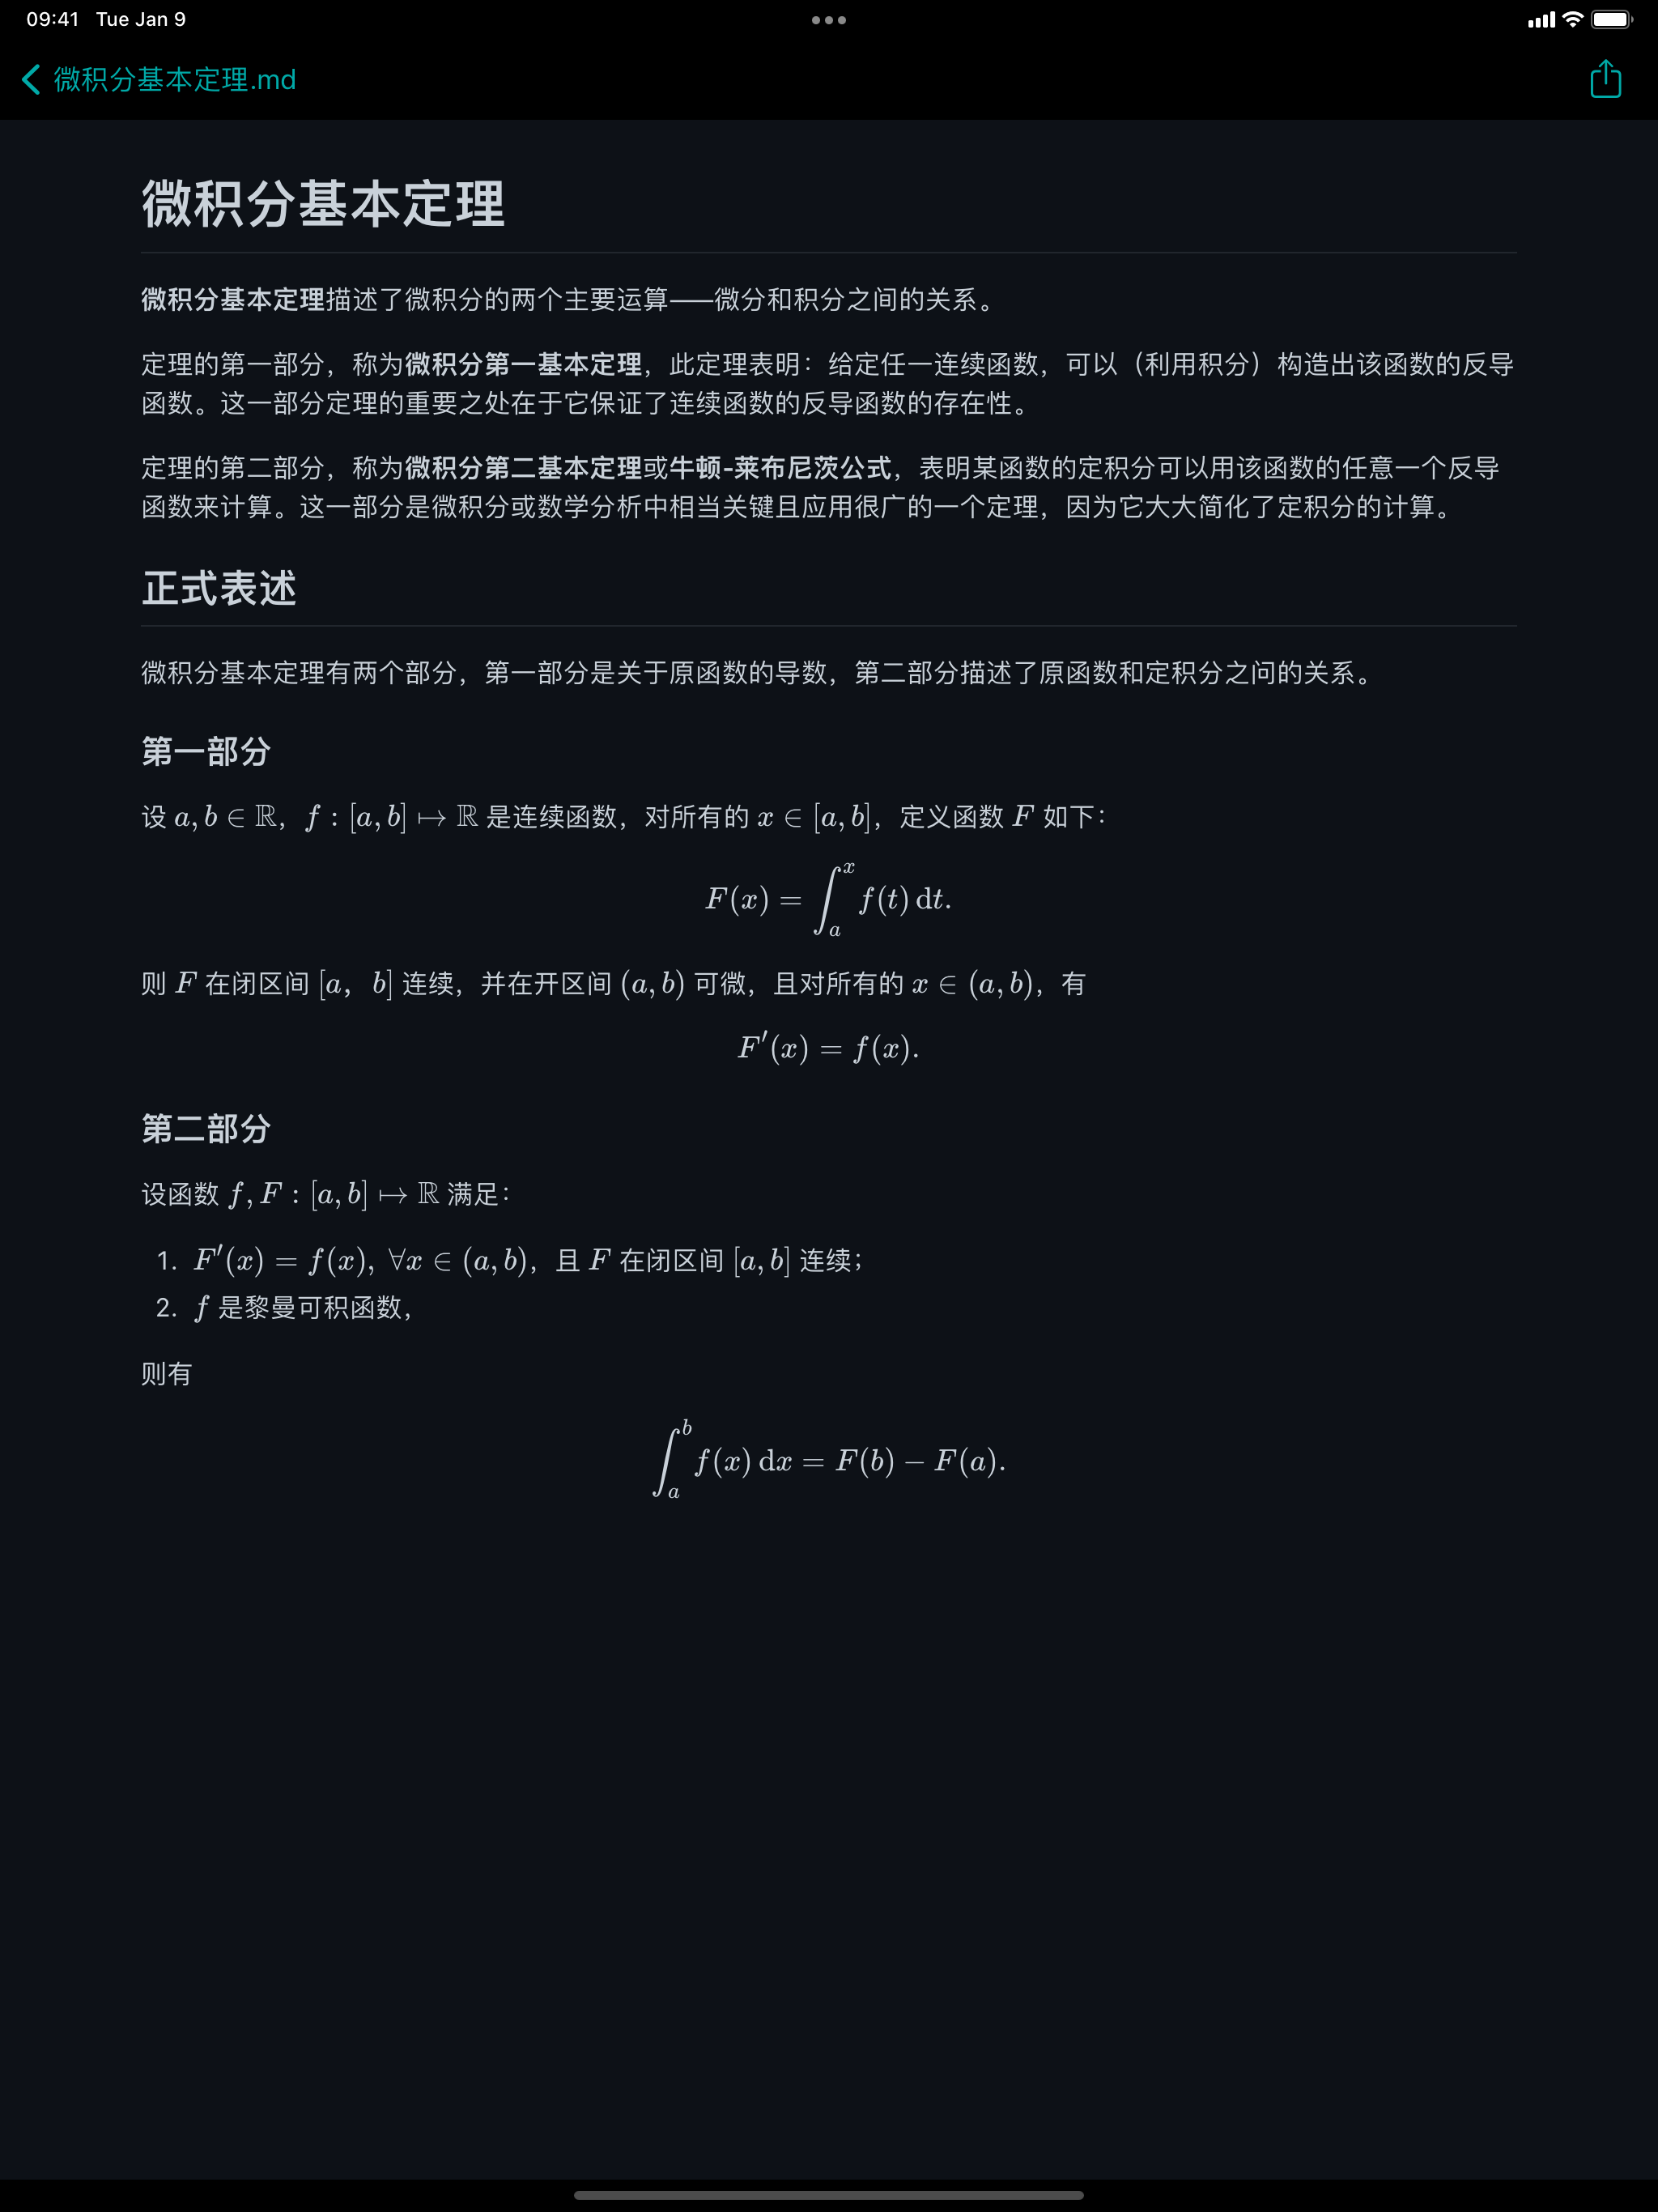 09:41 Tue Jan 9
微积分基本定理.md
微积分基本定理
微积分基本定理描述了微积分的两个主要运算——微分和积分之间的关系。
定理的第一部分，称为微积分第一基本定理，此定理表明：给定任一连续函数，可以（利用积分）构造出该函数的反导
函数。这一部分定理的重要之处在于它保证了连续函数的反导函数的存在性。
定理的第二部分，称为微积分第二基本定理或牛顿-莱布尼茨公式，表明某函数的定积分可以用该函数的任意一个反导
函数来计算。这一部分是微积分或数学分析中相当关键且应用很广的一个定理，因为它大大简化了定积分的计算。
正式表述
微积分基本定理有两个部分，第一部分是关于原函数的导数，第二部分描述了原函数和定积分之问的关系。
第一部分
设 a, b ∈ ℝ，f : [a, b] ↦ ℝ 是连续函数，对所有的 x ∈ [a, b]，定义函数 F 如下：
F(x) = ∫ₐˣ f(t) dt.
则 F 在闭区间 [a，b] 连续，并在开区间 (a, b) 可微，且对所有的 x ∈ (a, b)，有
F′(x) = f(x).
第二部分
设函数 f, F : [a, b] ↦ ℝ 满足：
1. F′(x) = f(x), ∀x ∈ (a, b)，且 F 在闭区间 [a, b] 连续；
2. f 是黎曼可积函数，
则有
∫ₐᵇ f(x) dx = F(b) − F(a).